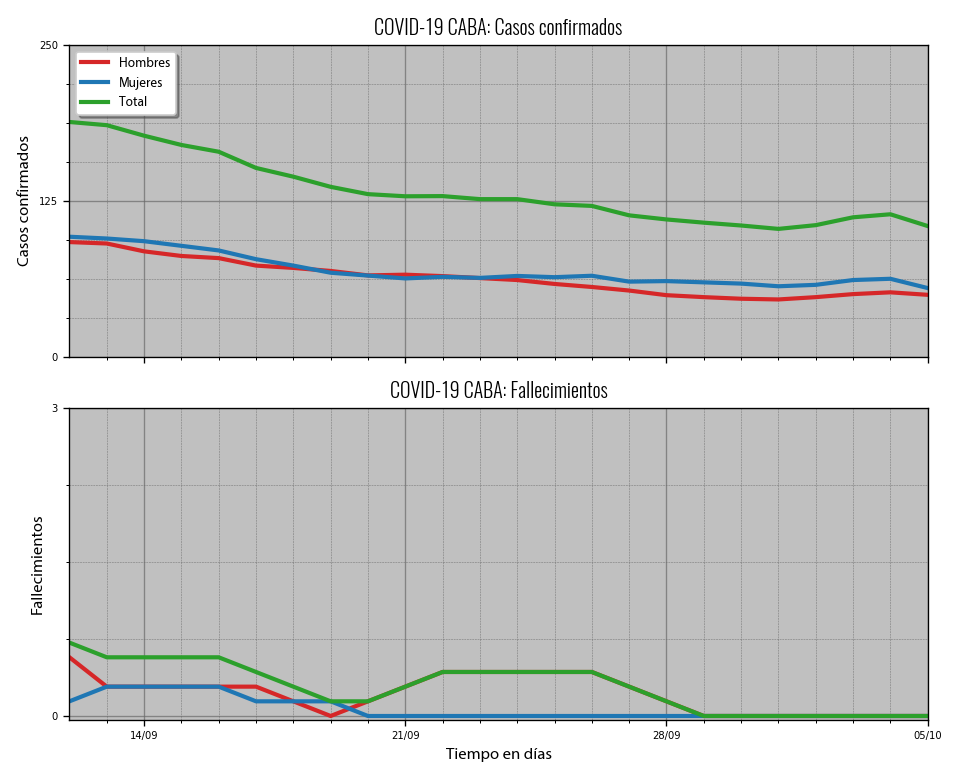 COVID-19 CABA: Casos confirmados
250
Hombres
Mujeres
Total
125
Casos confirmados
0
COVID-19 CABA: Fallecimientos
3
Fallecimientos
0
14/09
21/09
28/09
05/10
Tiempo en días